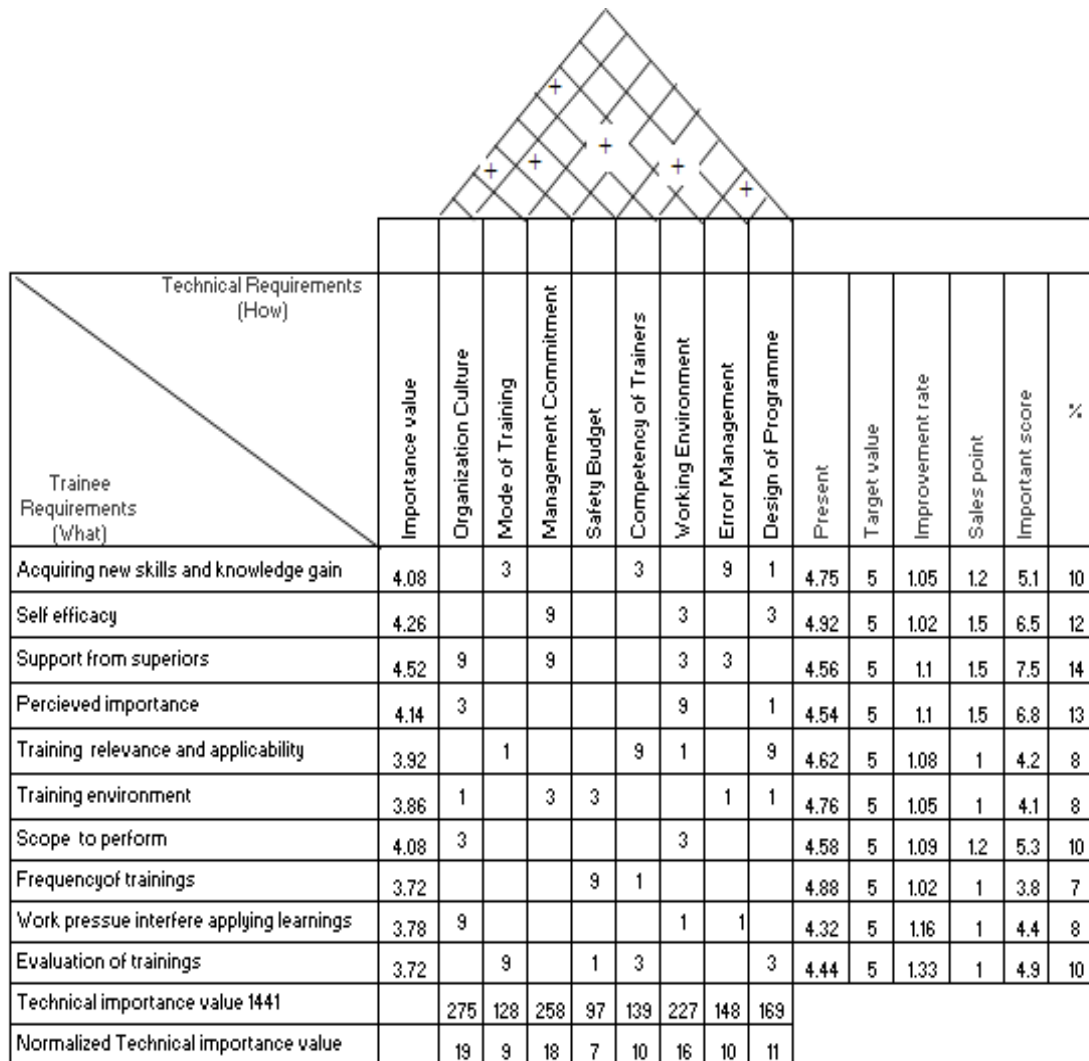 +
+ + + + +
Technical Requirements
(How)
Trainee
Requirements
(What)
Importance value
Organization Culture
Mode of Training
Management Commitment
Safety Budget
Competency of Trainers
Working Environment
Error Management
Design of Programme
Present
Target value
Improvement rate
Sales point
Important score
%
Acquiring new skills and knowledge gain 4.08 3 3 9 1 4.75 5 1.05 1.2 5.1 10
Self efficacy 4.26 9 3 3 4.92 5 1.02 1.5 6.5 12
Support from superiors 4.52 9 9 3 3 4.56 5 1.1 1.5 7.5 14
Percieved importance 4.14 3 9 1 4.54 5 1.1 1.5 6.8 13
Training relevance and applicability 3.92 1 9 1 9 4.62 5 1.08 1 4.2 8
Training environment 3.86 1 3 3 1 1 4.76 5 1.05 1 4.1 8
Scope to perform 4.08 3 3 4.58 5 1.09 1.2 5.3 10
Frequencyof trainings 3.72 9 1 4.88 5 1.02 1 3.8 7
Work pressue interfere applying learnings 3.78 9 1 1 4.32 5 1.16 1 4.4 8
Evaluation of trainings 3.72 9 1 3 3 4.44 5 1.33 1 4.9 10
Technical importance value 1441 275 128 258 97 139 227 148 169
Normalized Technical importance value 19 9 18 7 10 16 10 11